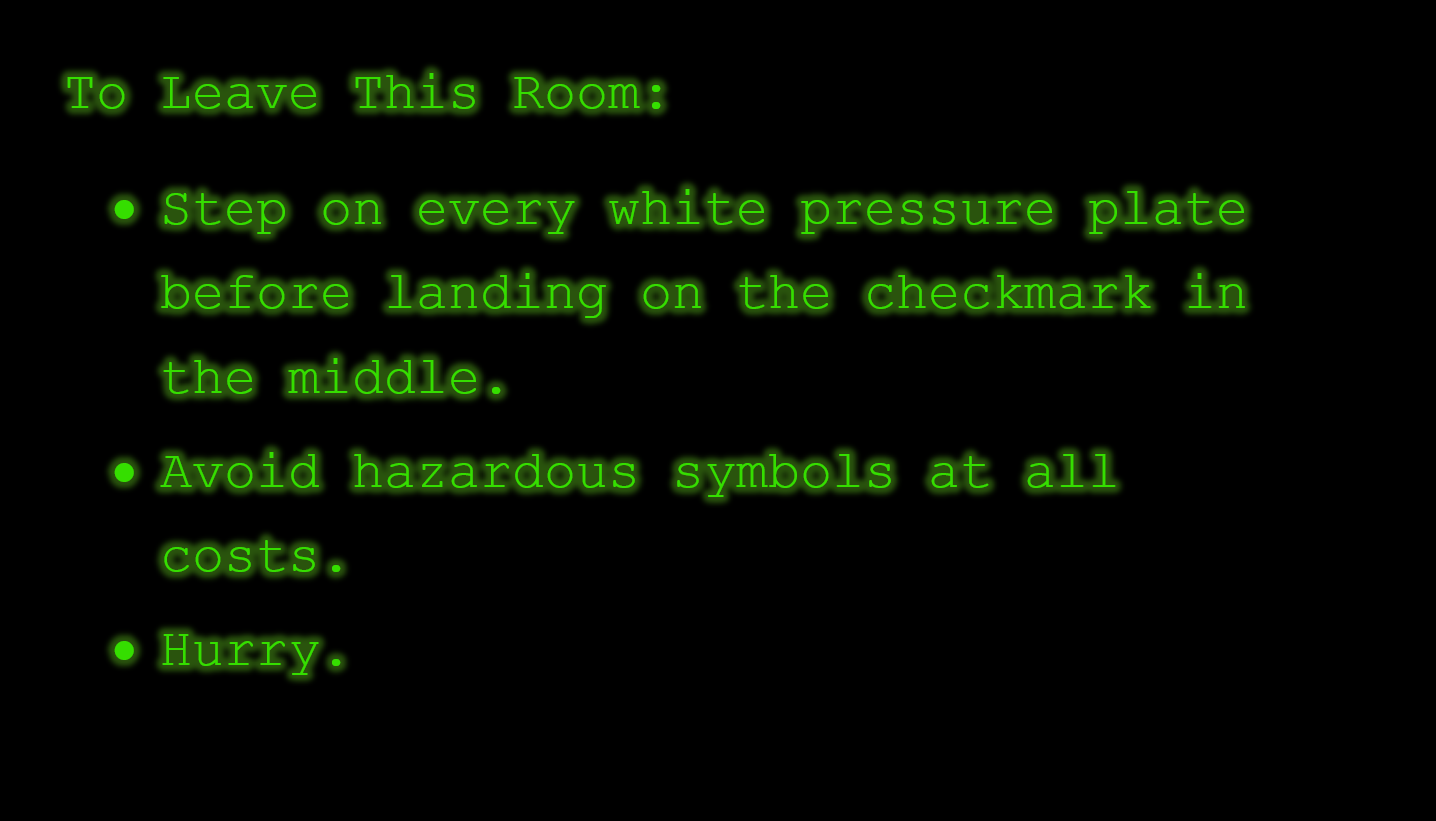 To Leave This Room:
• Step on every white pressure plate
before landing on the checkmark in
the middle.
• Avoid hazardous symbols at all
costs.
• Hurry.